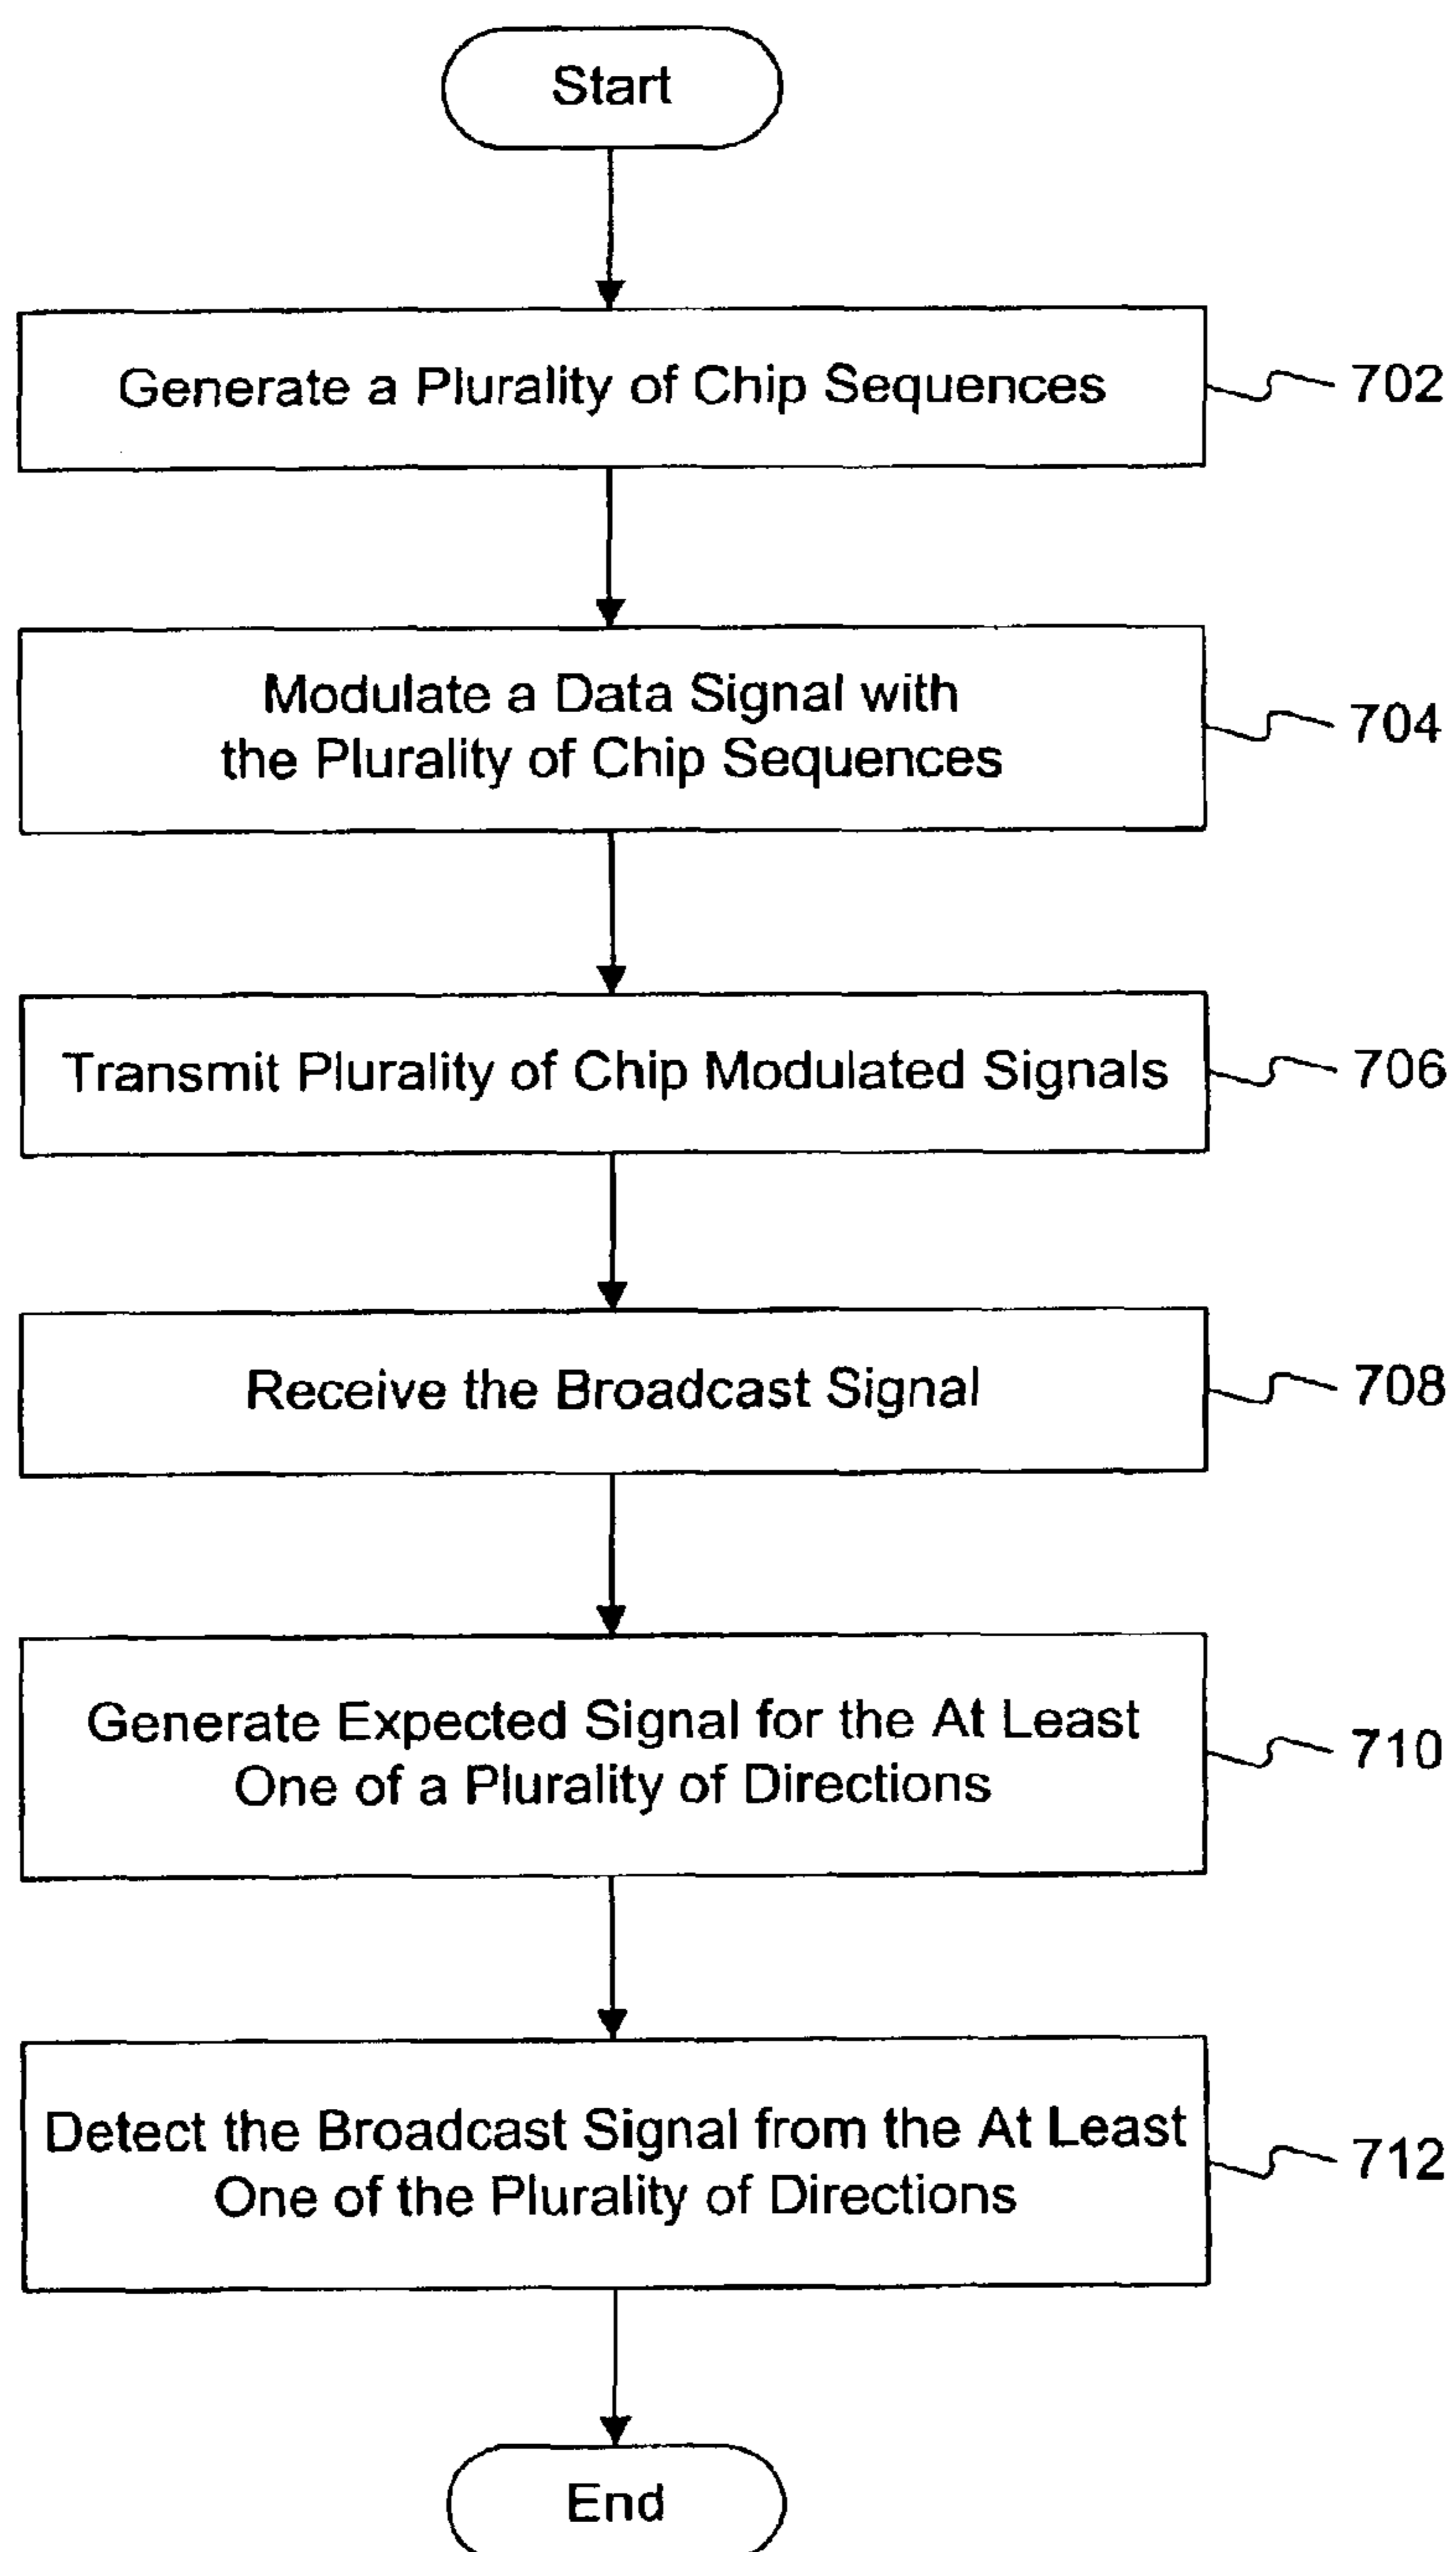 Start
Generate a Plurality of Chip Sequences
702
Modulate a Data Signal with
the Plurality of Chip Sequences
704
Transmit Plurality of Chip Modulated Signals
706
Receive the Broadcast Signal
708
Generate Expected Signal for the At Least
One of a Plurality of Directions
710
Detect the Broadcast Signal from the At Least
One of the Plurality of Directions
712
End